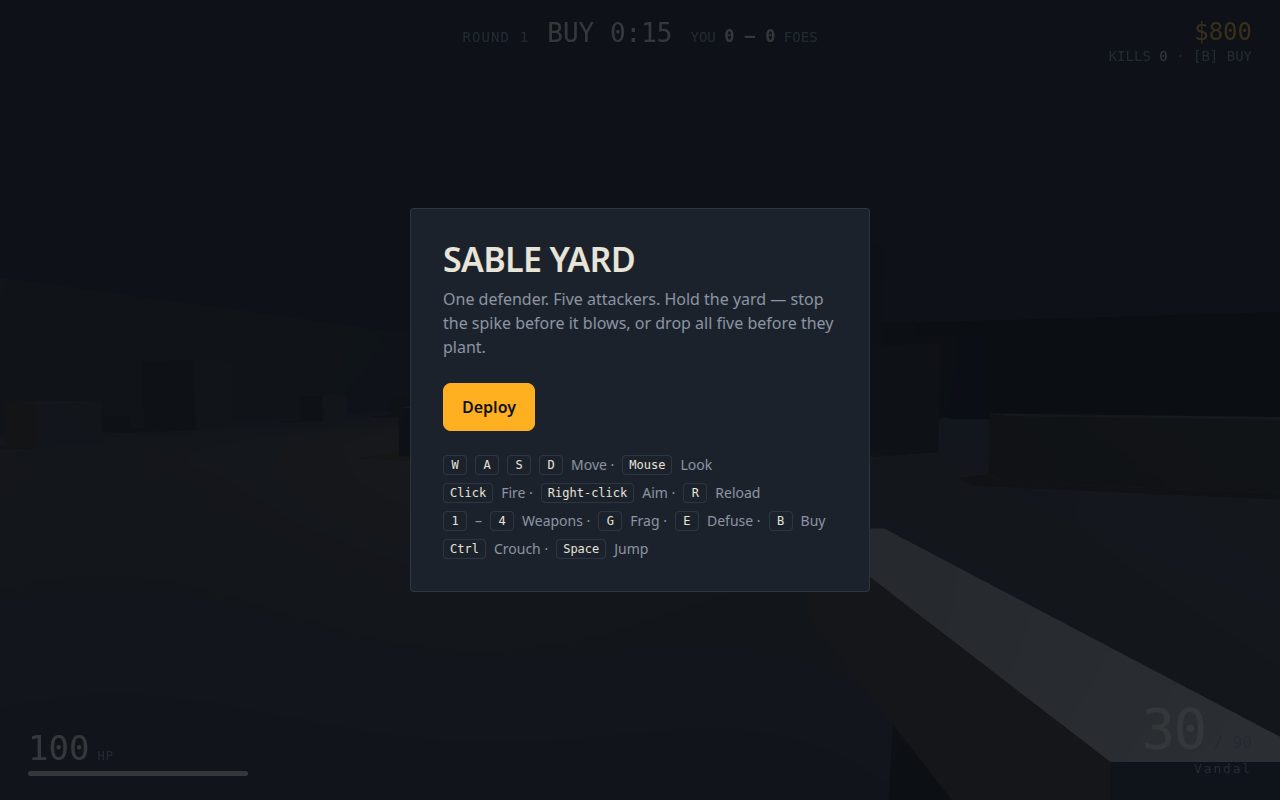 ROUND 1 BUY 0:15 YOU 0 — 0 FOES
$800
KILLS 0 · [B] BUY
SABLE YARD
One defender. Five attackers. Hold the yard — stop
the spike before it blows, or drop all five before they
plant.
Deploy
W A S D Move · Mouse Look
Click Fire · Right-click Aim · R Reload
1 – 4 Weapons · G Frag · E Defuse · B Buy
Ctrl Crouch · Space Jump
100 HP
30 / 90
Vandal